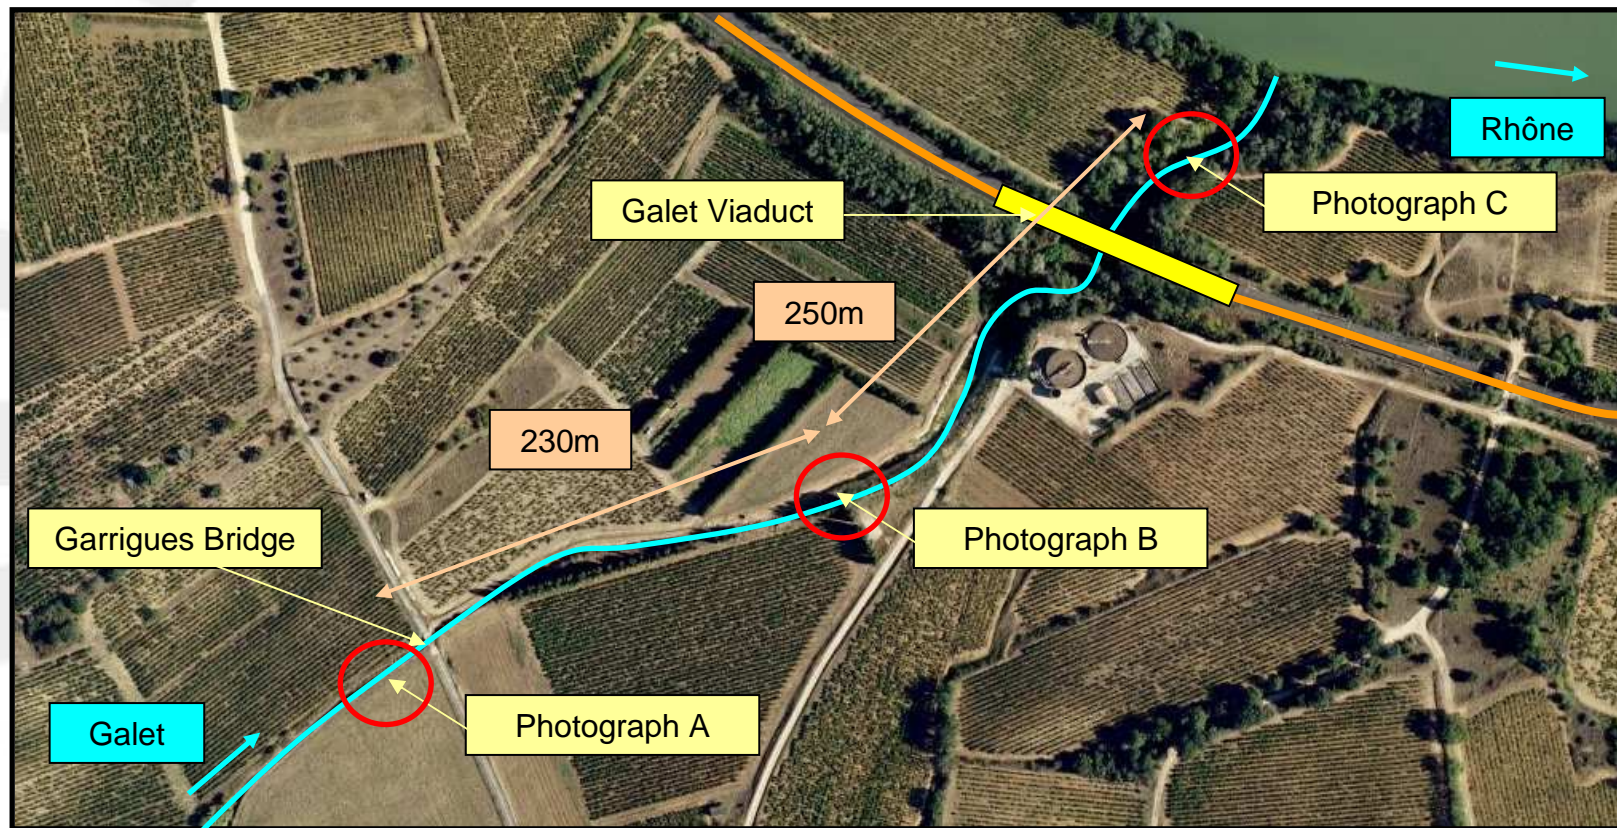 Rhône
Photograph C
Galet Viaduct
250m
230m
Garrigues Bridge
Photograph B
Photograph A
Galet